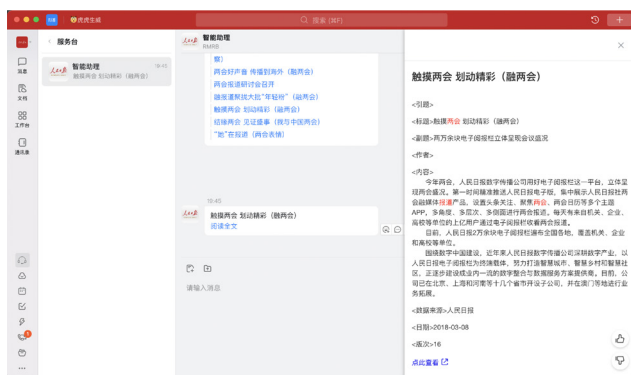 搜索 (⌘F)
服务台
智能助理
16:45
触摸两会 划动精彩（融两会）
智能助理
RMRB
察）
两会好声音 传播到海外（融两会）
两会报道研讨会召开
融报道聚拢大批“年轻粉”（融两会）
触摸两会 划动精彩（融两会）
结缘两会 见证盛事（我与中国两会）
“她”在报道（两会表情）
16:45
触摸两会 划动精彩（融两会）
阅读全文
请输入消息
消息
文档
工作台
通讯录
触摸两会 划动精彩（融两会）
<引题>
<标题>触摸两会 划动精彩（融两会）
<副题>两万余块电子阅报栏立体呈现会议盛况
<作者>
<内容>
今年两会，人民日报数字传播公司用好电子阅报栏这一平台，立体呈
现两会盛况。第一时间精准推送人民日报电子版，集中展示人民日报社两
会融媒体报道产品，设置头条关注、聚焦两会、两会日历等多个主题
APP，多角度、多层次、多侧面进行两会报道。每天有来自机关、企业、
高校等单位的上亿用户通过电子阅报栏收看两会报道。
目前，人民日报2万余块电子阅报栏遍布全国各地，覆盖机关、企业
和高校等单位。
围绕数字中国建设，近年来人民日报数字传播公司深耕数字产业，以
人民日报电子阅报栏为终端载体，努力打造智慧城市、智慧乡村和智慧社
区，正逐步建设成业内一流的数字整合与数据服务方案提供商。目前，公
司已在北京、上海和河南等十几个省市开设子公司，并在澳门等地进行业
务拓展。
<数据来源>人民日报
<日期>2018-03-08
<版次>16
点此查看